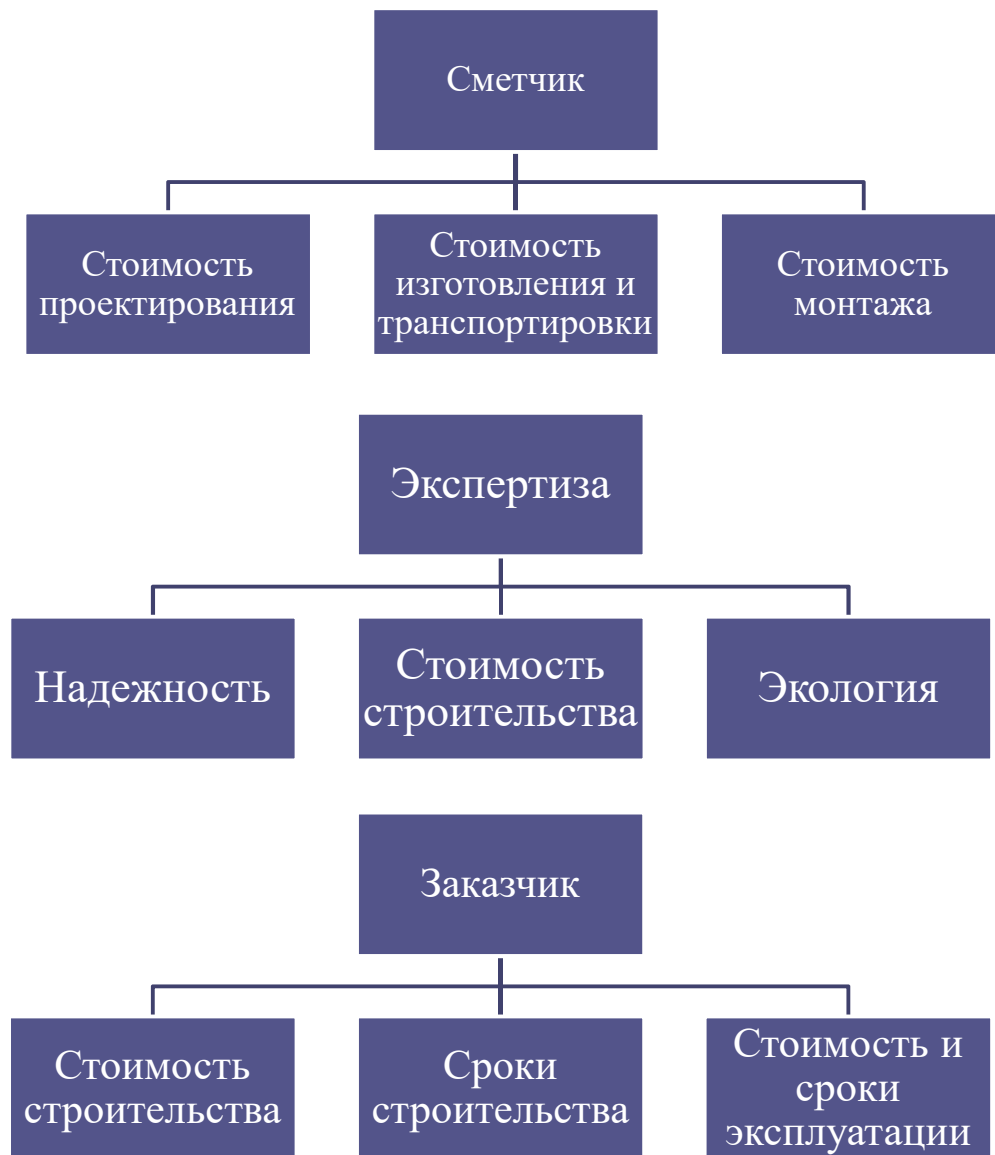 Сметчик
Стоимость
проектирования
Стоимость
изготовления и
транспортировки
Стоимость
монтажа
Экспертиза
Надежность
Стоимость
строительства
Экология
Заказчик
Стоимость
строительства
Сроки
строительства
Стоимость и
сроки
эксплуатации